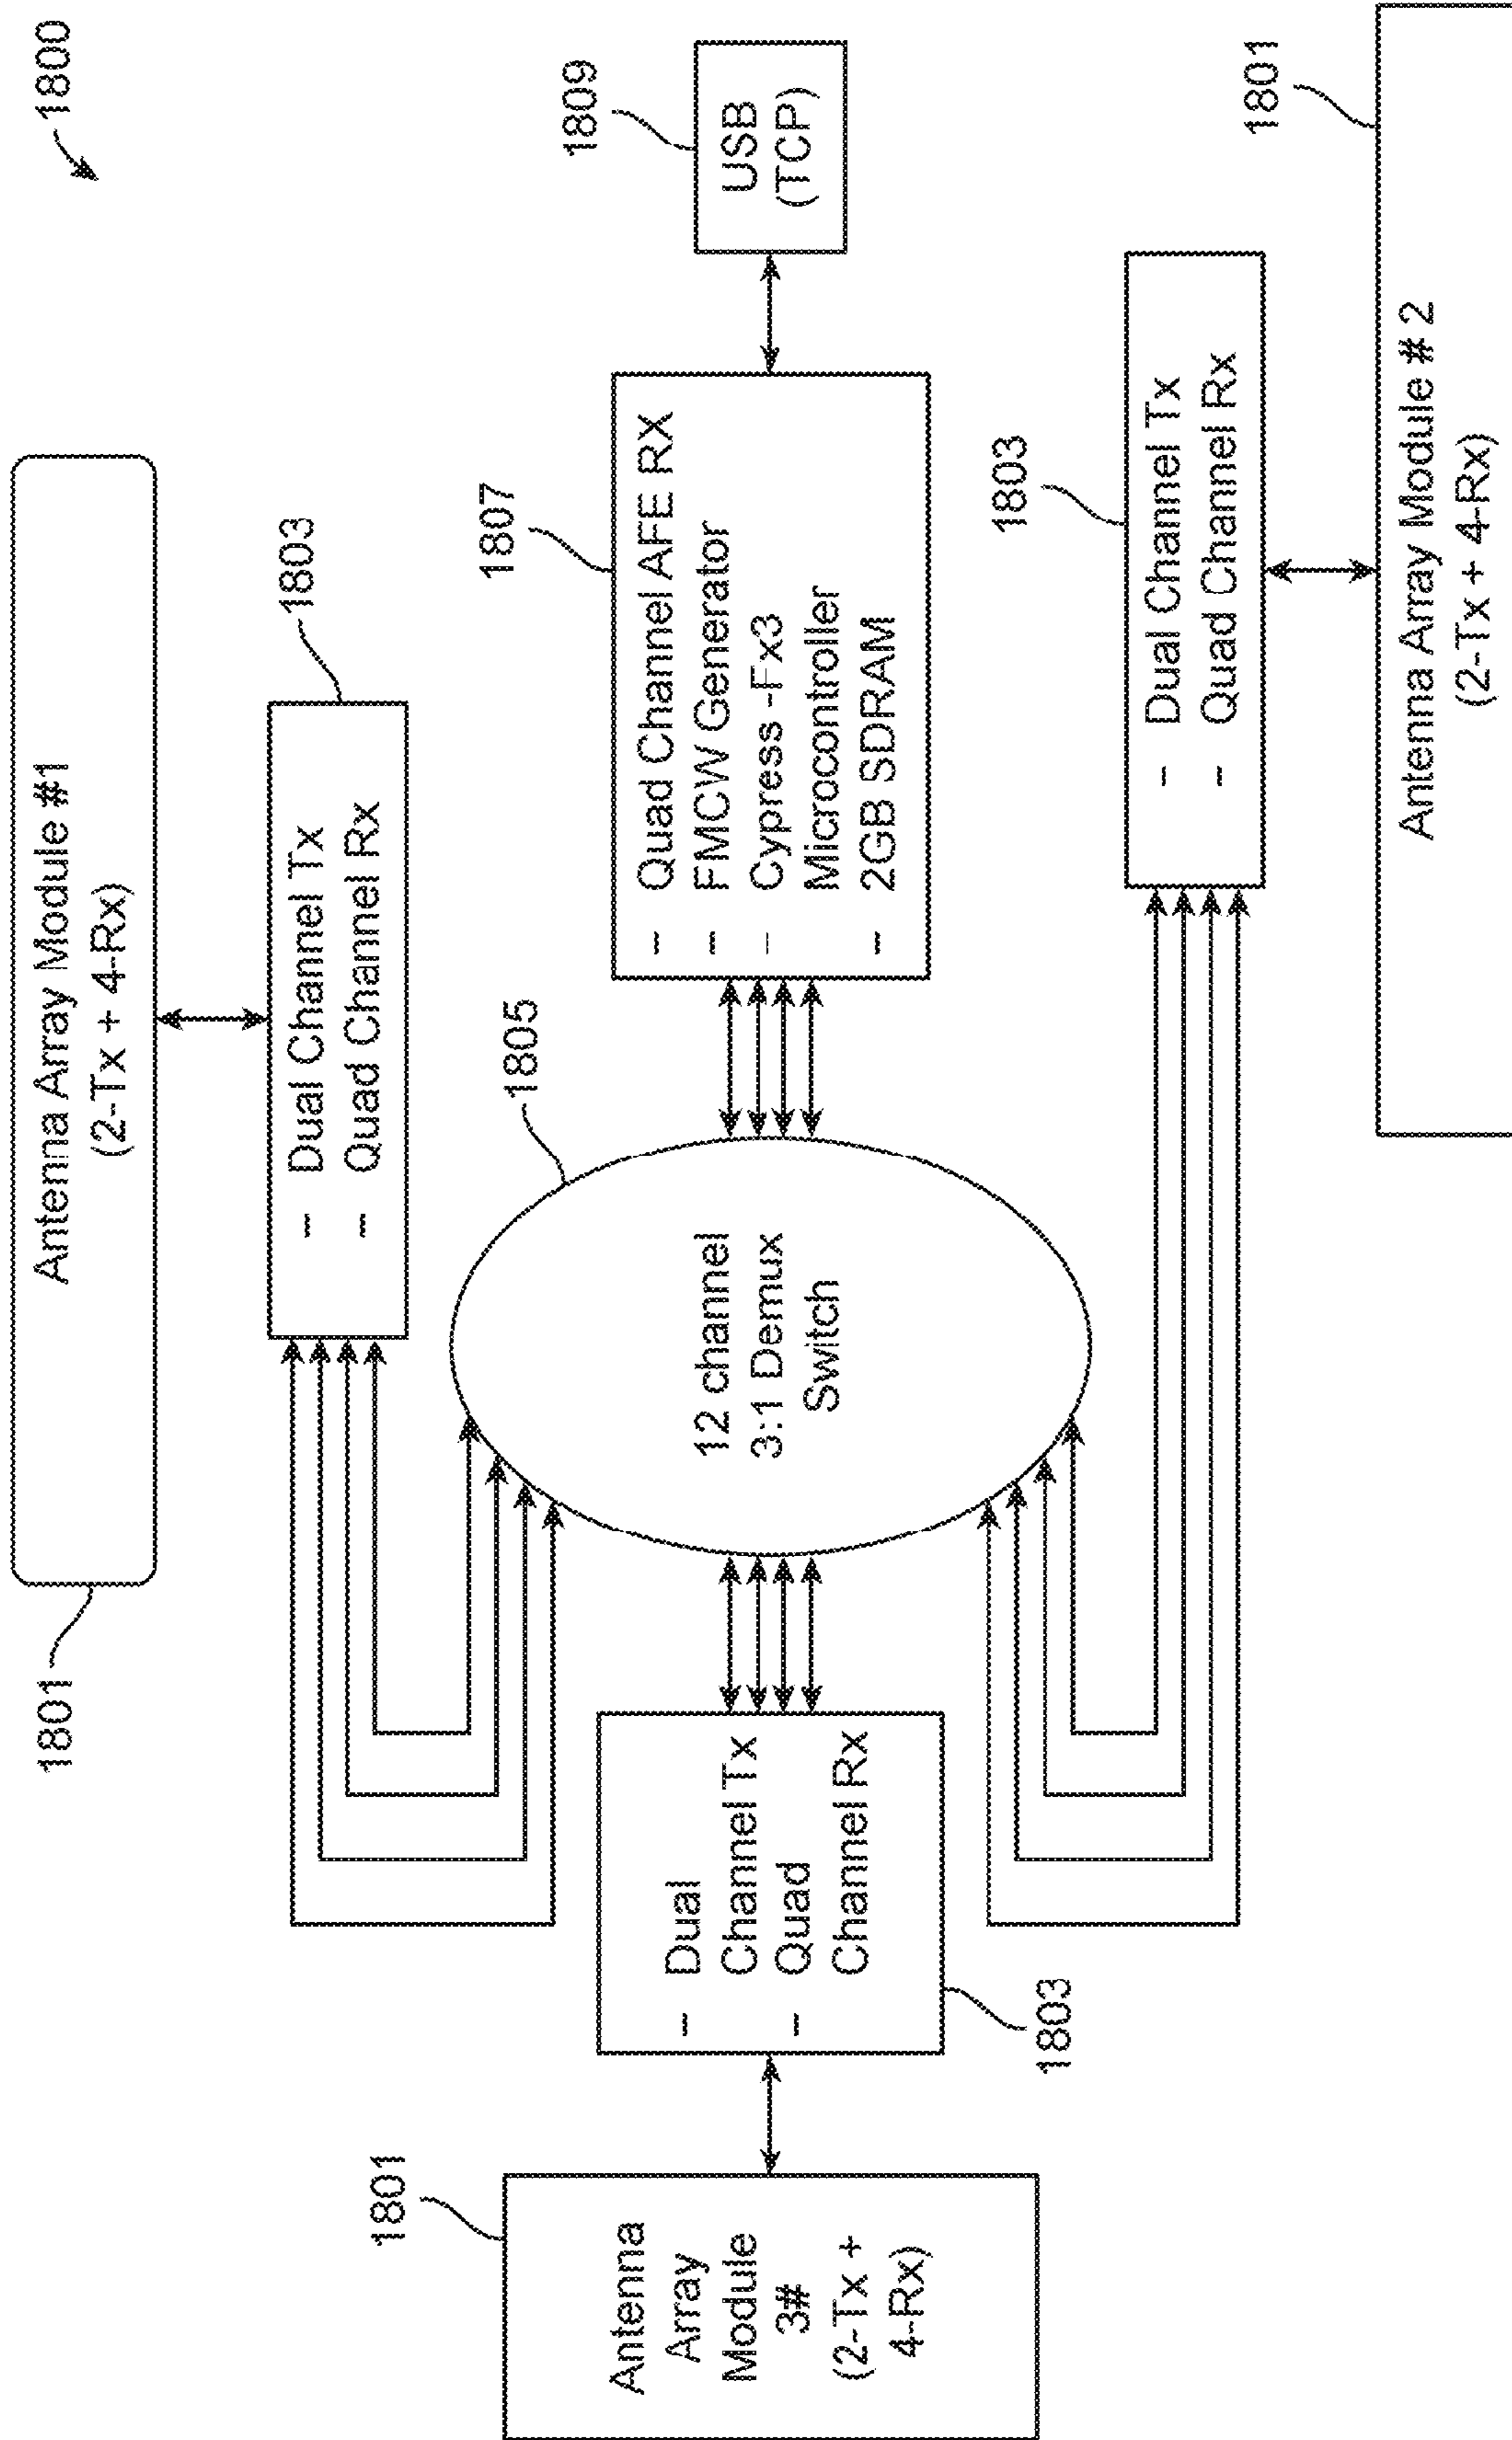 1800
Antenna Array Module #1
(2-Tx + 4-Rx)
1801
1803
- Dual Channel Tx
- Quad Channel Rx
1805
12 channel
3:1 Demux
Switch
1807
- Quad Channel AFE RX
- FMCW Generator
- Cypress -Fx3
Microcontroller
- 2GB SDRAM
1809
USB
(TCP)
1801
Antenna
Array
Module
3#
(2-Tx +
4-Rx)
- Dual
Channel Tx
- Quad
Channel Rx
1803
1803
- Dual Channel Tx
- Quad Channel Rx
1801
Antenna Array Module # 2
(2-Tx + 4-Rx)